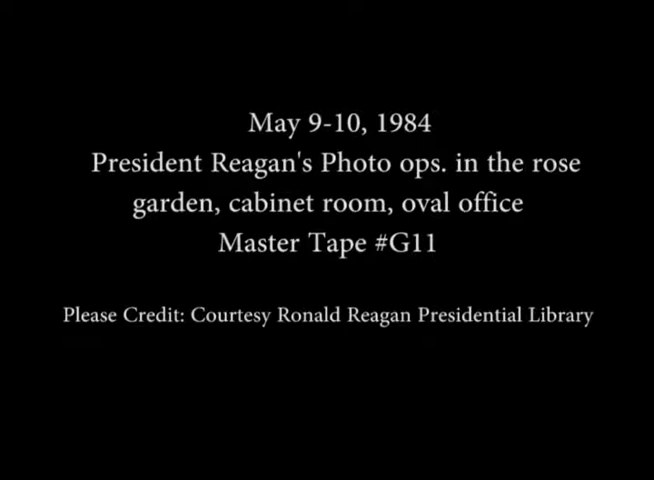 May 9-10, 1984
President Reagan's Photo ops. in the rose
garden, cabinet room, oval office
Master Tape #G11
Please Credit: Courtesy Ronald Reagan Presidential Library